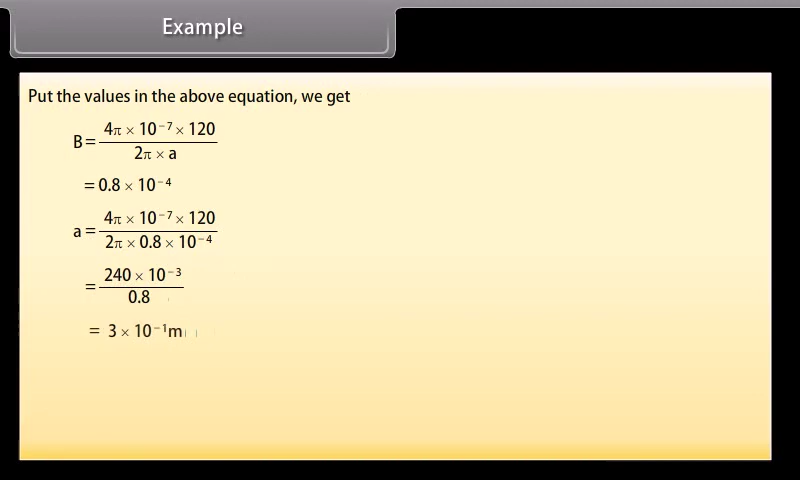 Example
Put the values in the above equation, we get
B = 4π × 10⁻⁷ × 120 / 2π × a
= 0.8 × 10⁻⁴
a = 4π × 10⁻⁷ × 120 / 2π × 0.8 × 10⁻⁴
= 240 × 10⁻³ / 0.8
= 3 × 10⁻¹m